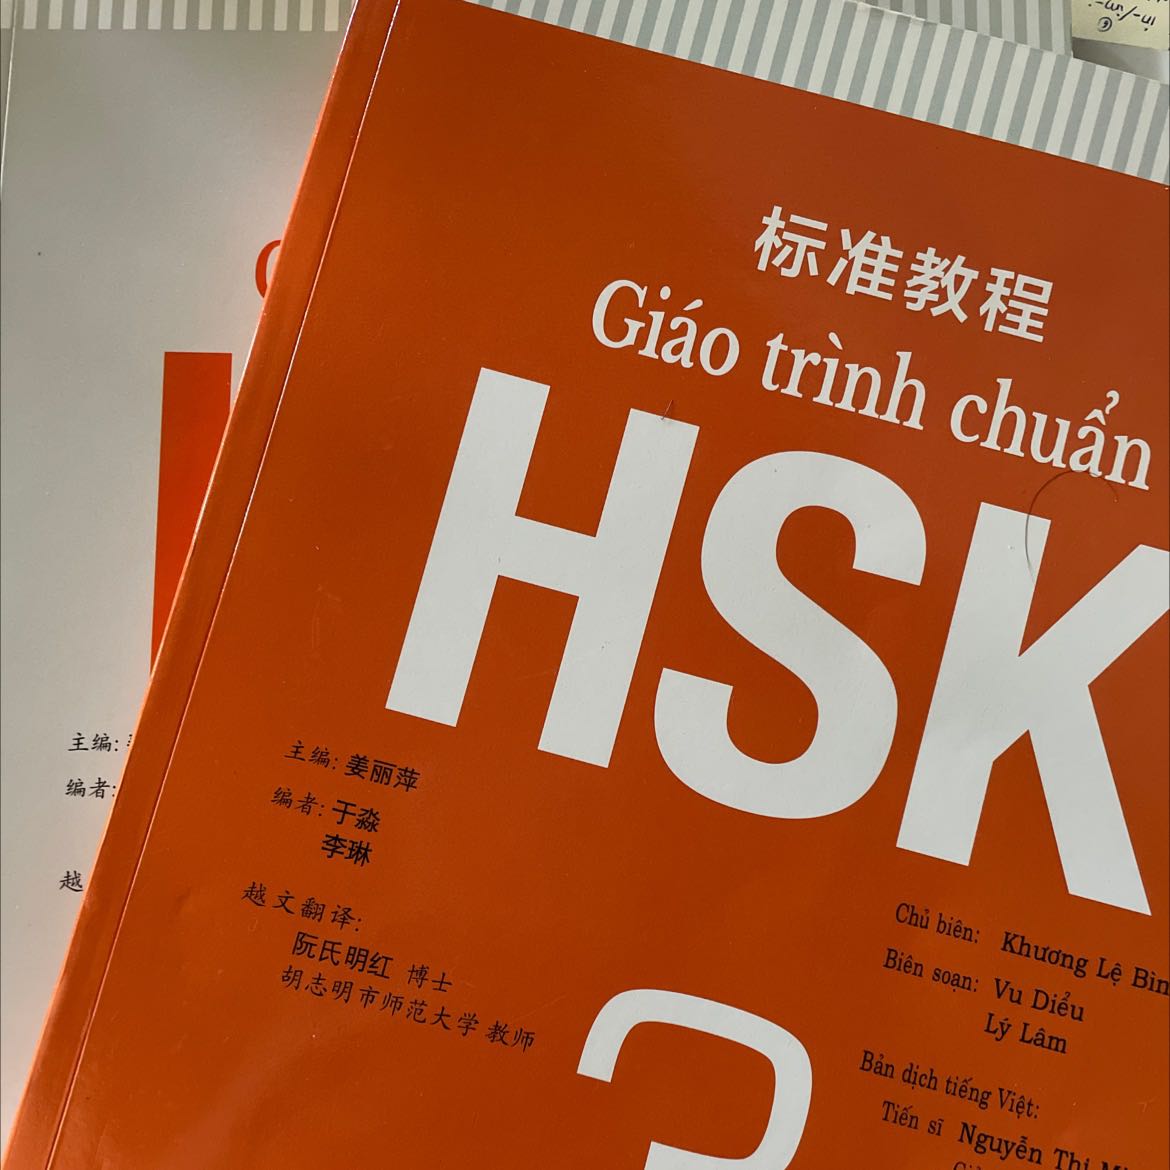 in-/im-
标准教程
Giáo trình chuẩn
HSK
主编: 姜丽萍
编者: 于淼
李琳
越文翻译:
阮氏明红 博士
胡志明市师范大学 教师
Chủ biên: Khương Lệ
Biên soạn: Vu Diểu
Lý Lâm
Bản dịch tiếng Việt:
Tiến sĩ Nguyễn Thị
主编:
编者:
越